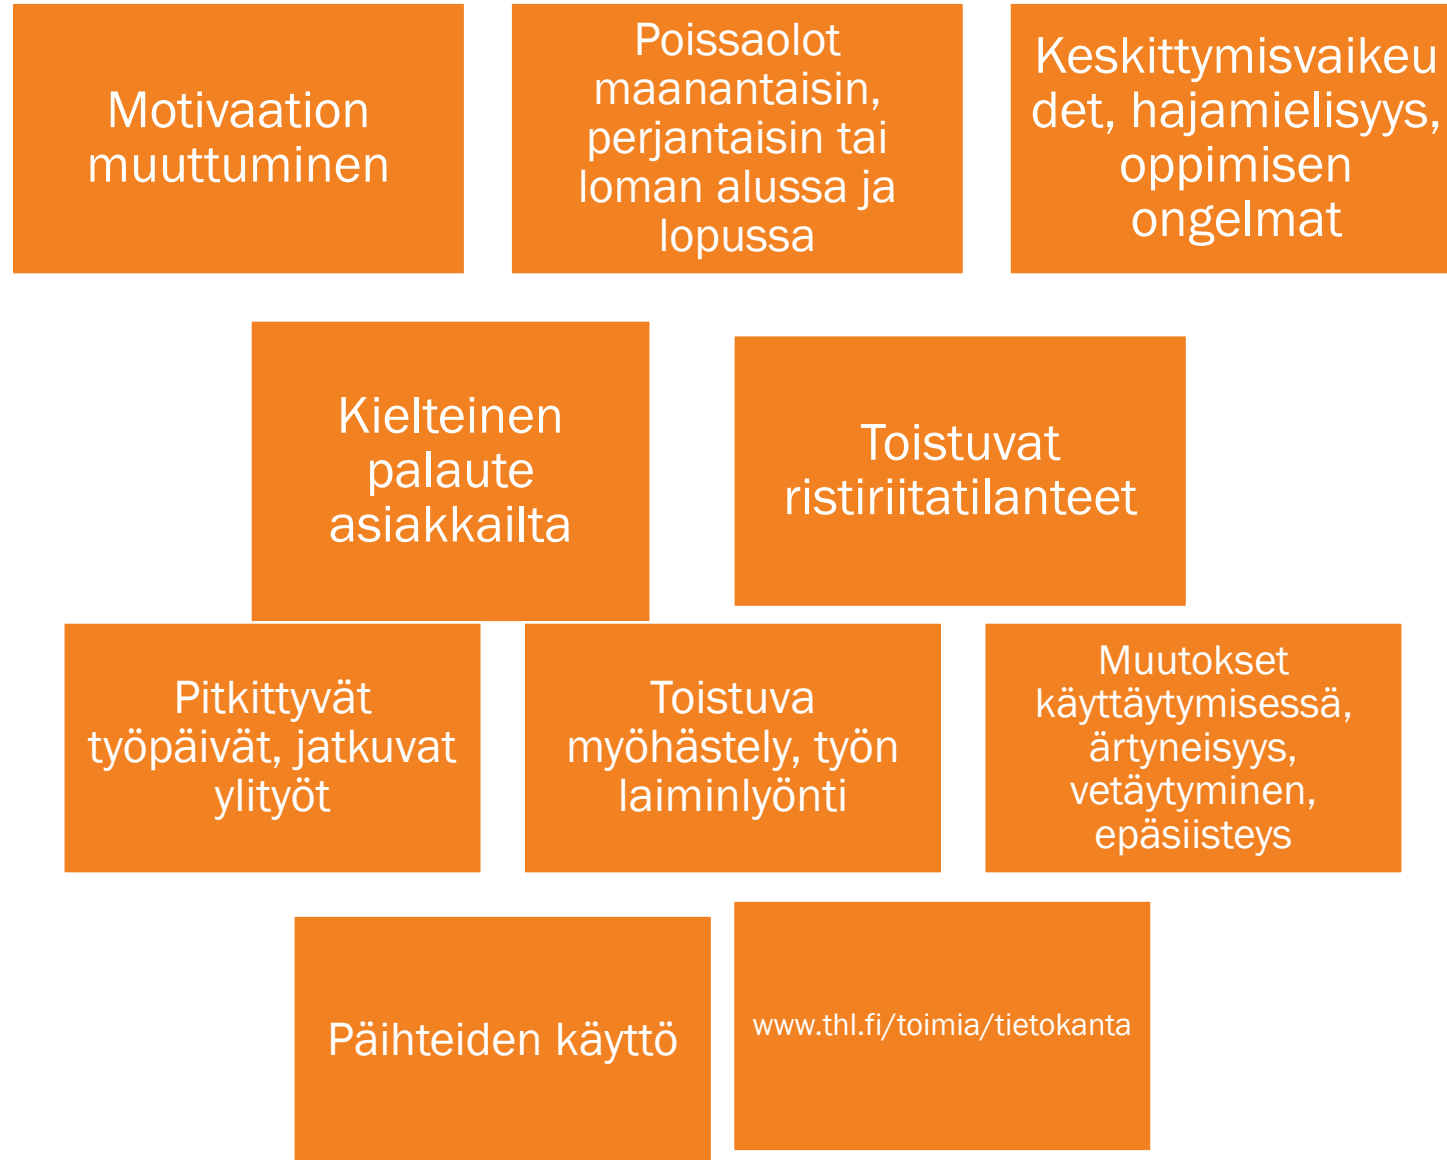 Motivaation
muuttuminen
Poissaolot
maanantaisin,
perjantaisin tai
loman alussa ja
lopussa
Keskittymisvaikeu
det, hajamielisyys,
oppimisen
ongelmat
Kielteinen
palaute
asiakkailta
Toistuvat
ristiriitatilanteet
Pitkittyvät
työpäivät, jatkuvat
ylityöt
Toistuva
myöhästely, työn
laiminlyönti
Muutokset
käyttäytymisessä,
ärtyneisyys,
vetäytyminen,
epäsiisteys
Päihteiden käyttö
www.thl.fi/toimia/tietokanta